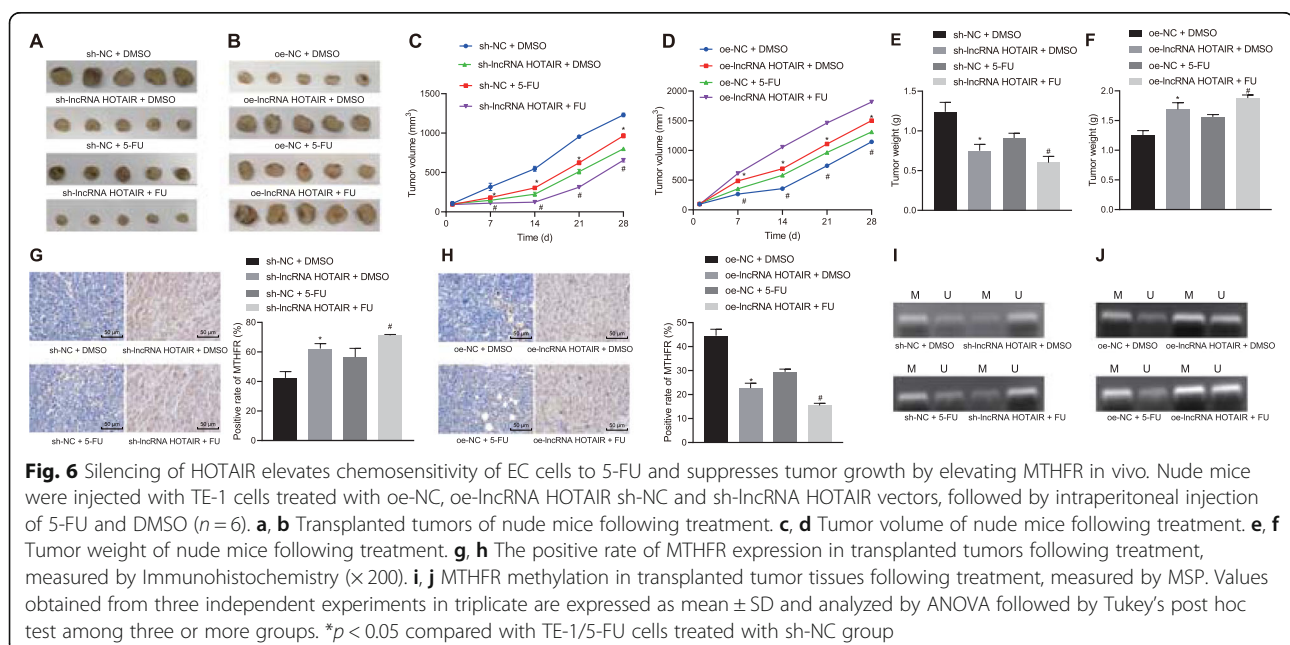 A
sh-NC + DMSO
sh-lncRNA HOTAIR + DMSO
sh-NC + 5-FU
sh-lncRNA HOTAIR + FU
B
oe-NC + DMSO
oe-lncRNA HOTAIR + DMSO
oe-NC + 5-FU
oe-lncRNA HOTAIR + FU
C
sh-NC + DMSO
sh-lncRNA HOTAIR + DMSO
sh-NC + 5-FU
sh-lncRNA HOTAIR + FU
Tumor volume (mm3)
1500
1000
500
0
* * * *
# # # #
7 14 21 28
Time (d)
D
oe-NC + DMSO
oe-lncRNA HOTAIR + DMSO
oe-NC + 5-FU
oe-lncRNA HOTAIR + FU
Tumor volume (mm3)
2000
1500
1000
500
0
* * * *
# # # #
0 7 14 21 28
Time (d)
E
sh-NC + DMSO
sh-lncRNA HOTAIR + DMSO
sh-NC + 5-FU
sh-lncRNA HOTAIR + FU
Tumor weight (g)
1.5
1.0
0.5
0.0
* #
F
oe-NC + DMSO
oe-lncRNA HOTAIR + DMSO
oe-NC + 5-FU
oe-lncRNA HOTAIR + FU
Tumor weight (g)
2.0
1.5
1.0
0.5
0.0
* #
G
50 μm 50 μm
sh-NC + DMSO sh-lncRNA HOTAIR + DMSO
50 μm 50 μm
sh-NC + 5-FU sh-lncRNA HOTAIR + FU
sh-NC + DMSO
sh-lncRNA HOTAIR + DMSO
sh-NC + 5-FU
sh-lncRNA HOTAIR + FU
Positive rate of MTHFR (%)
80
60
40
20
0
* #
H
50 μm 50 μm
oe-NC + DMSO oe-lncRNA HOTAIR + DMSO
50 μm 50 μm
oe-NC + 5-FU oe-lncRNA HOTAIR + FU
oe-NC + DMSO
oe-lncRNA HOTAIR + DMSO
oe-NC + 5-FU
oe-lncRNA HOTAIR + FU
Positive rate of MTHFR (%)
50
40
30
20
10
0
* #
I
M U M U
sh-NC + DMSO sh-lncRNA HOTAIR + DMSO
M U M U
sh-NC + 5-FU sh-lncRNA HOTAIR + FU
J
M U M U
oe-NC + DMSO oe-lncRNA HOTAIR + DMSO
M U M U
oe-NC + 5-FU oe-lncRNA HOTAIR + FU
Fig. 6 Silencing of HOTAIR elevates chemosensitivity of EC cells to 5-FU and suppresses tumor growth by elevating MTHFR in vivo. Nude mice
were injected with TE-1 cells treated with oe-NC, oe-lncRNA HOTAIR sh-NC and sh-lncRNA HOTAIR vectors, followed by intraperitoneal injection
of 5-FU and DMSO (n = 6). a, b Transplanted tumors of nude mice following treatment. c, d Tumor volume of nude mice following treatment. e, f
Tumor weight of nude mice following treatment. g, h The positive rate of MTHFR expression in transplanted tumors following treatment,
measured by Immunohistochemistry (× 200). i, j MTHFR methylation in transplanted tumor tissues following treatment, measured by MSP. Values
obtained from three independent experiments in triplicate are expressed as mean ± SD and analyzed by ANOVA followed by Tukey's post hoc
test among three or more groups. *p < 0.05 compared with TE-1/5-FU cells treated with sh-NC group